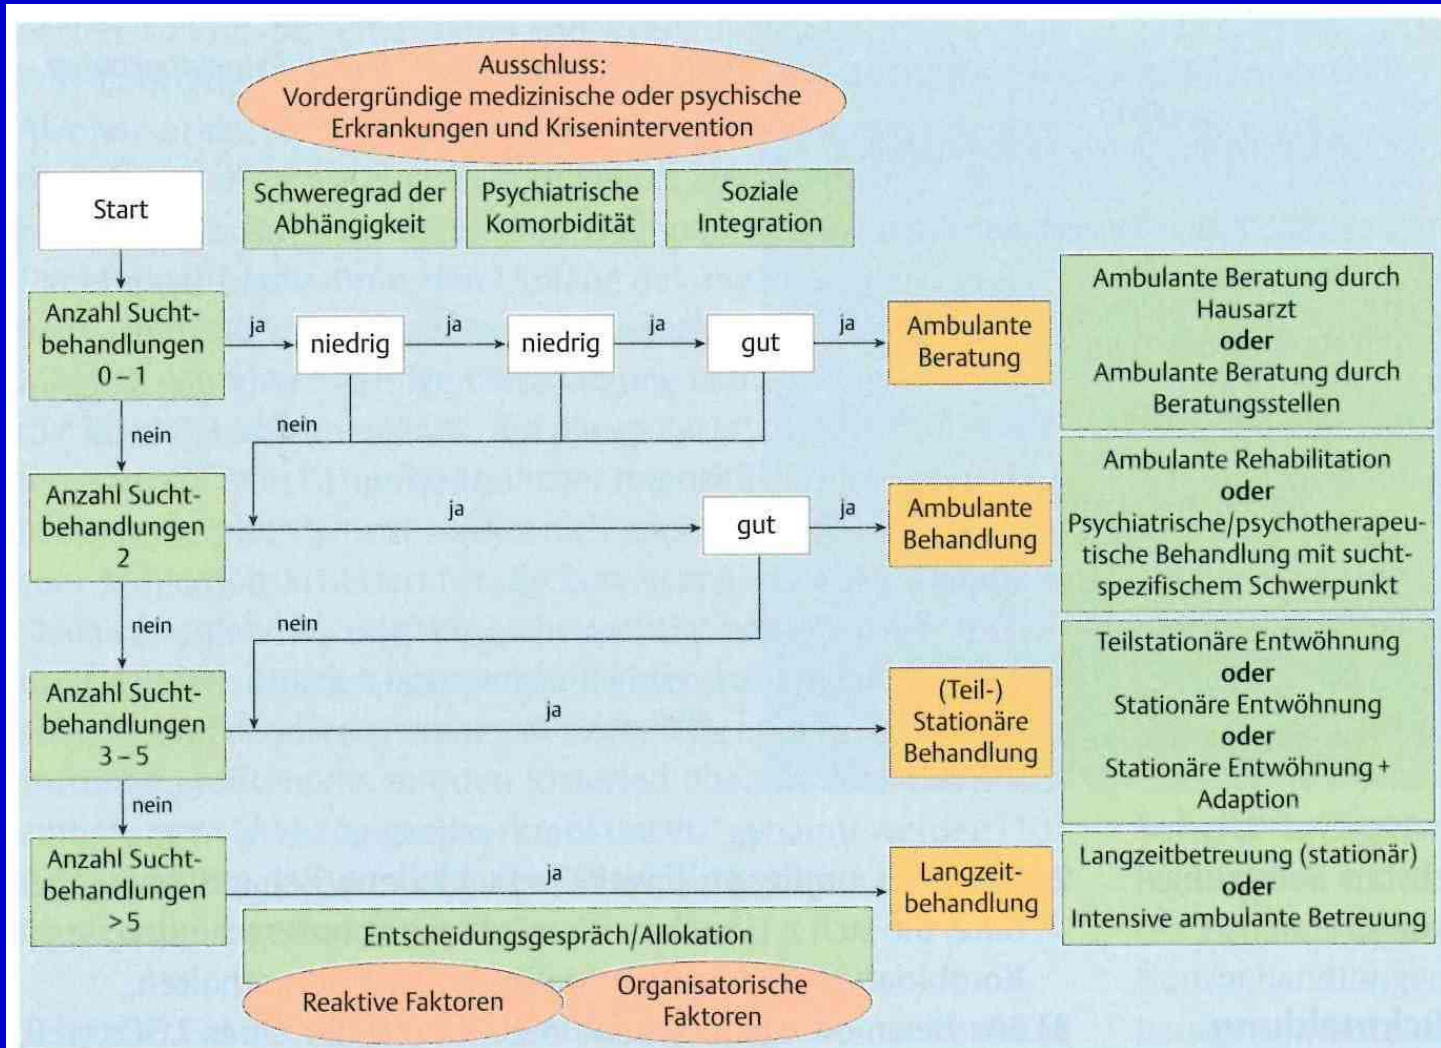 Ausschluss:
Vordergründige medizinische oder psychische
Erkrankungen und Krisenintervention
Start
Schweregrad der
Abhängigkeit
Psychiatrische
Komorbidität
Soziale
Integration
Anzahl Sucht-
behandlungen
0 – 1
ja
niedrig
ja
niedrig
ja
gut
ja
Ambulante
Beratung
Ambulante Beratung durch
Hausarzt
oder
Ambulante Beratung durch
Beratungsstellen
nein
nein
Anzahl Sucht-
behandlungen
2
ja
gut
ja
Ambulante
Behandlung
Ambulante Rehabilitation
oder
Psychiatrische/psychotherapeu-
tische Behandlung mit sucht-
spezifischem Schwerpunkt
nein
nein
Anzahl Sucht-
behandlungen
3 – 5
ja
(Teil-)
Stationäre
Behandlung
Teilstationäre Entwöhnung
oder
Stationäre Entwöhnung
oder
Stationäre Entwöhnung +
Adaption
nein
Anzahl Sucht-
behandlungen
>5
ja
Langzeit-
behandlung
Langzeitbetreuung (stationär)
oder
Intensive ambulante Betreuung
Entscheidungsgespräch/Allokation
Reaktive Faktoren
Organisatorische
Faktoren